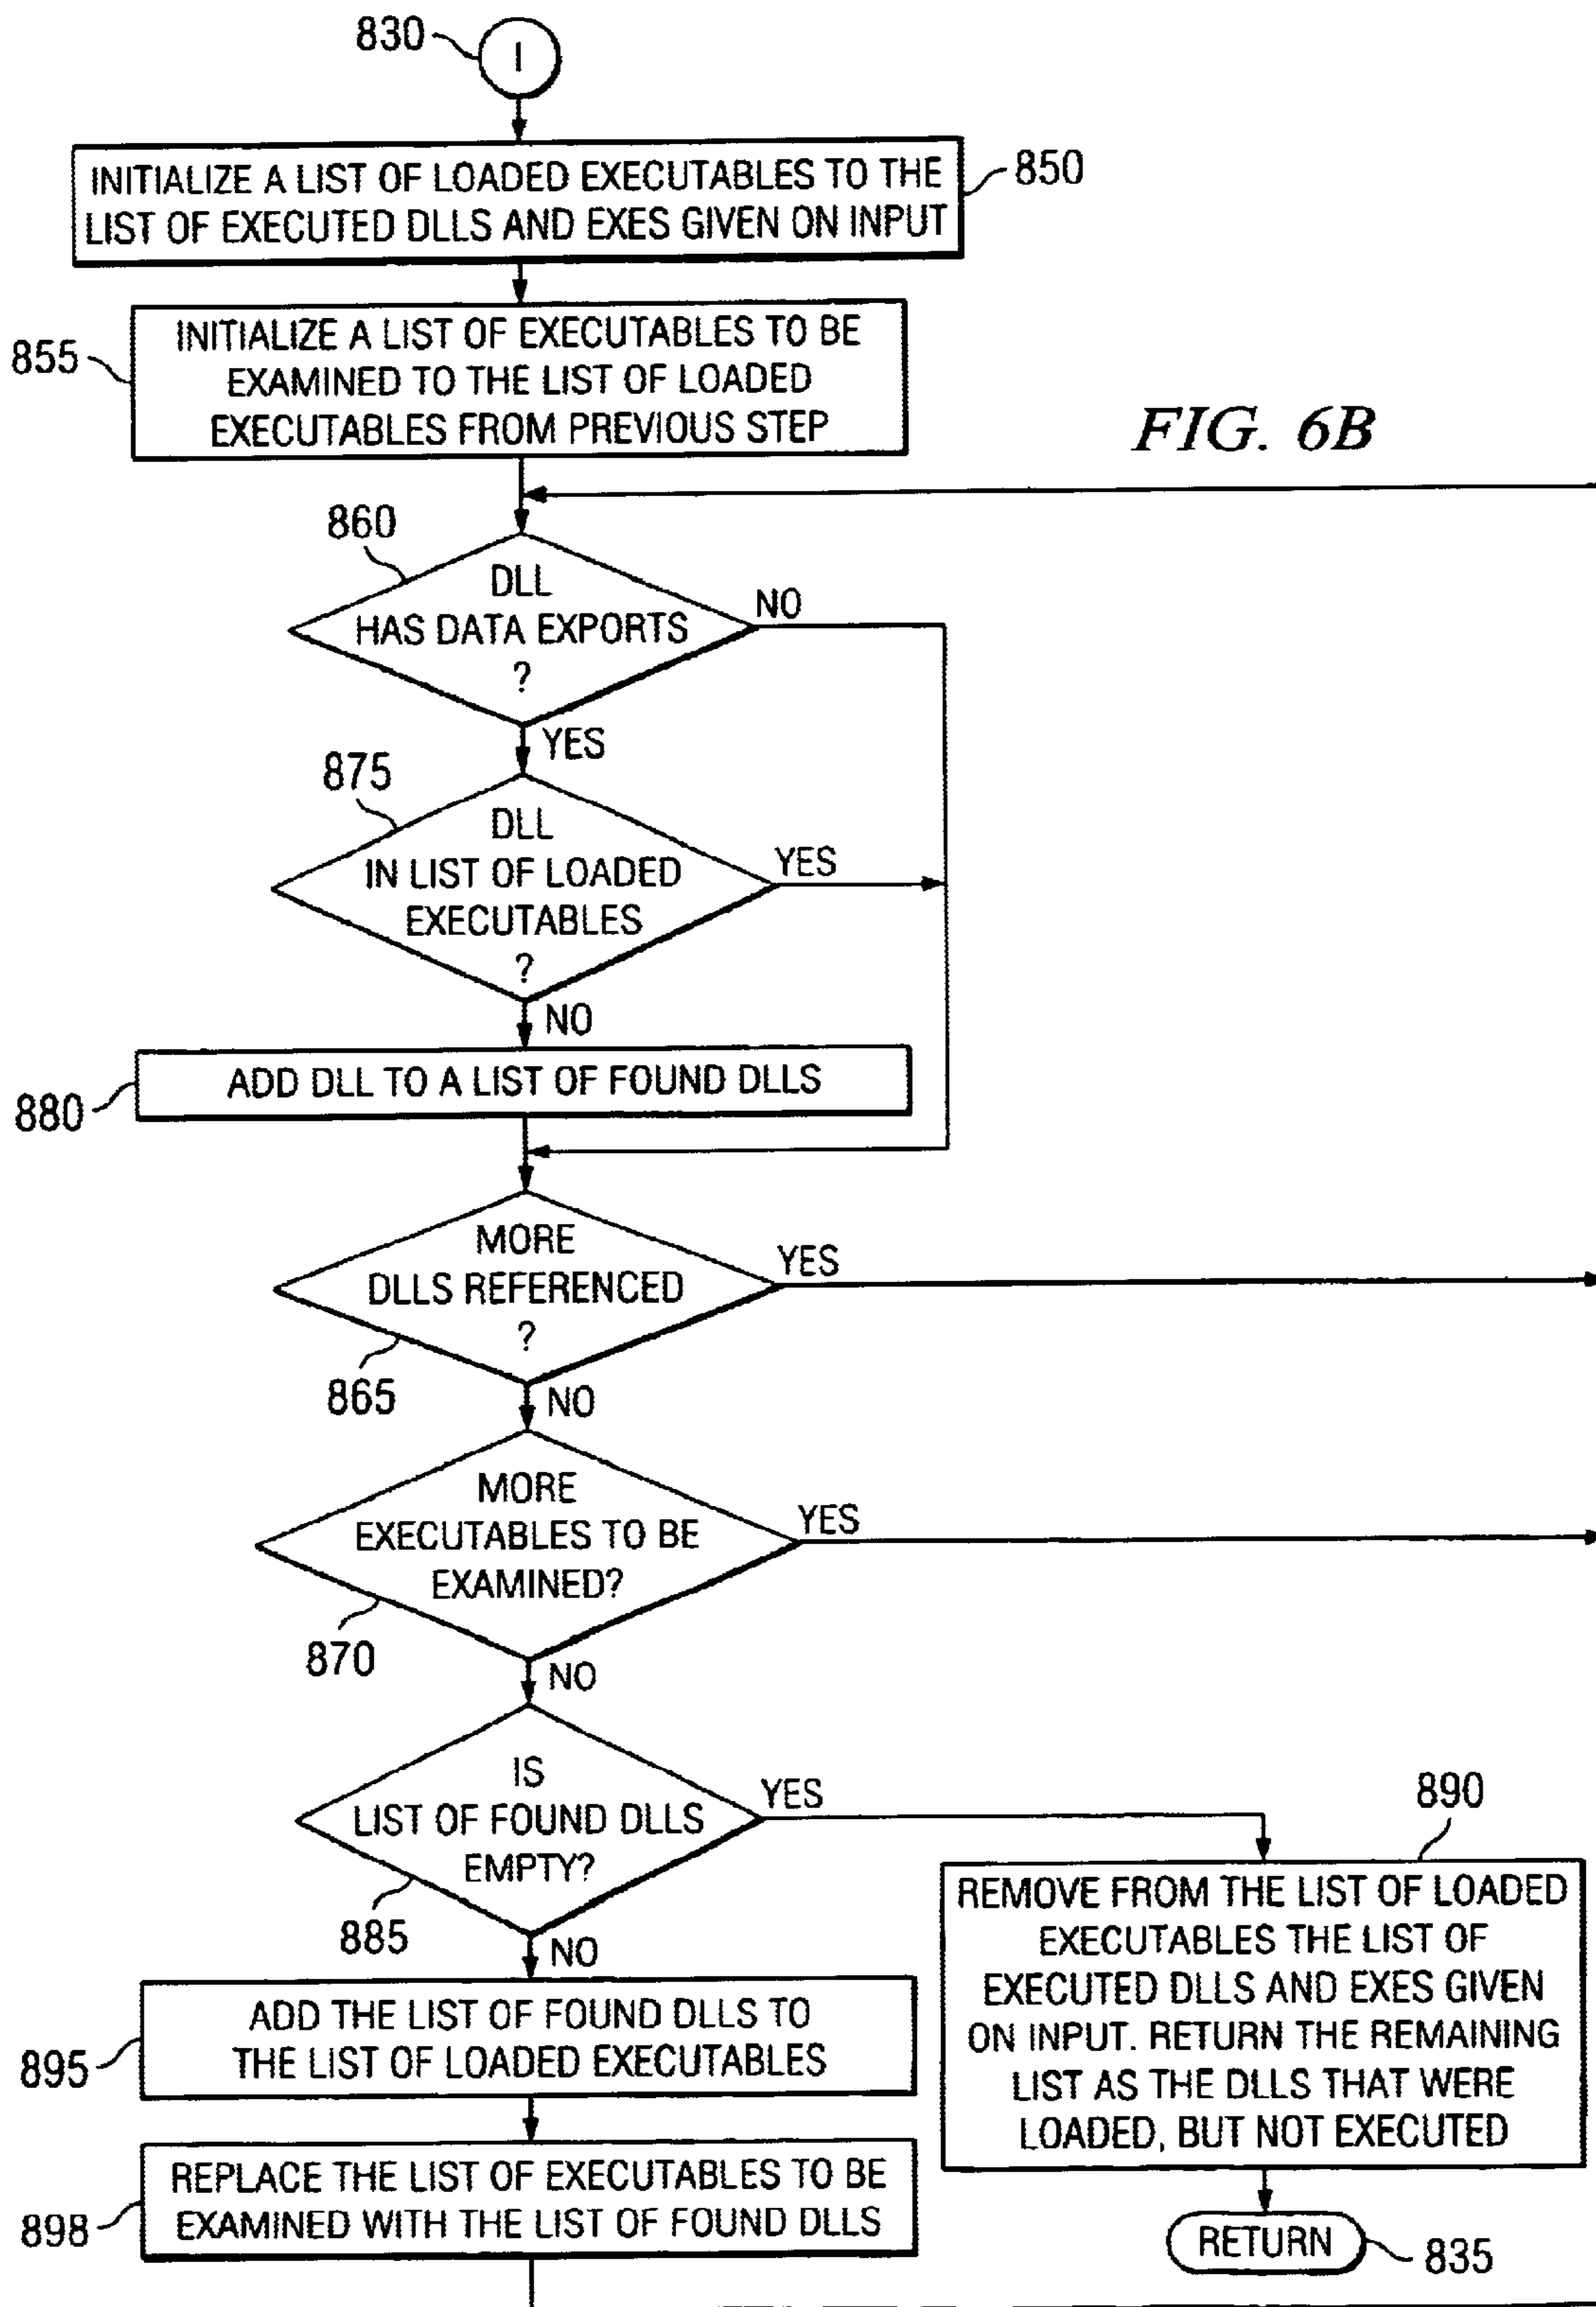 830
I
INITIALIZE A LIST OF LOADED EXECUTABLES TO THE
LIST OF EXECUTED DLLS AND EXES GIVEN ON INPUT
850
INITIALIZE A LIST OF EXECUTABLES TO BE
EXAMINED TO THE LIST OF LOADED
EXECUTABLES FROM PREVIOUS STEP
855
FIG. 6B
860
DLL
HAS DATA EXPORTS
?
NO
YES
875
DLL
IN LIST OF LOADED
EXECUTABLES
?
YES
NO
ADD DLL TO A LIST OF FOUND DLLS
880
MORE
DLLS REFERENCED
?
YES
865
NO
MORE
EXECUTABLES TO BE
EXAMINED?
YES
870
NO
IS
LIST OF FOUND DLLS
EMPTY?
YES
885
NO
890
REMOVE FROM THE LIST OF LOADED
EXECUTABLES THE LIST OF
EXECUTED DLLS AND EXES GIVEN
ON INPUT. RETURN THE REMAINING
LIST AS THE DLLS THAT WERE
LOADED, BUT NOT EXECUTED
ADD THE LIST OF FOUND DLLS TO
THE LIST OF LOADED EXECUTABLES
895
REPLACE THE LIST OF EXECUTABLES TO BE
EXAMINED WITH THE LIST OF FOUND DLLS
898
RETURN
835